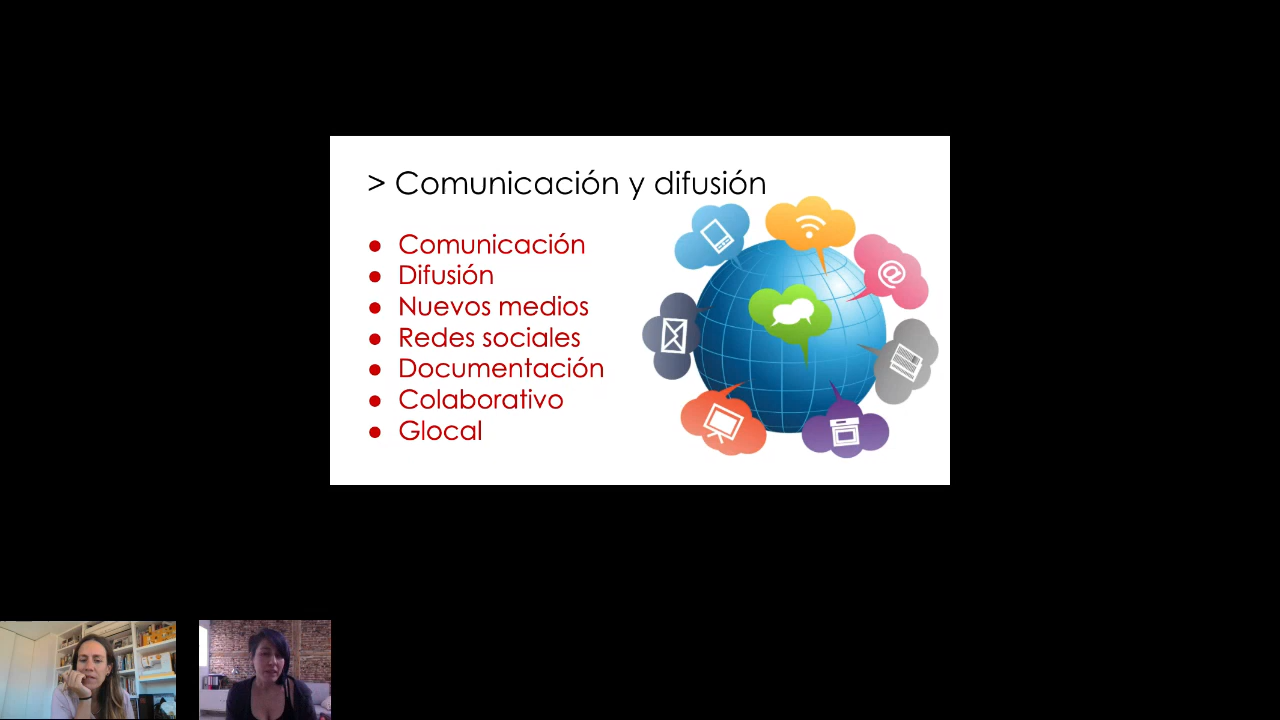 > Comunicación y difusión
● Comunicación
● Difusión
● Nuevos medios
● Redes sociales
● Documentación
● Colaborativo
● Glocal
@